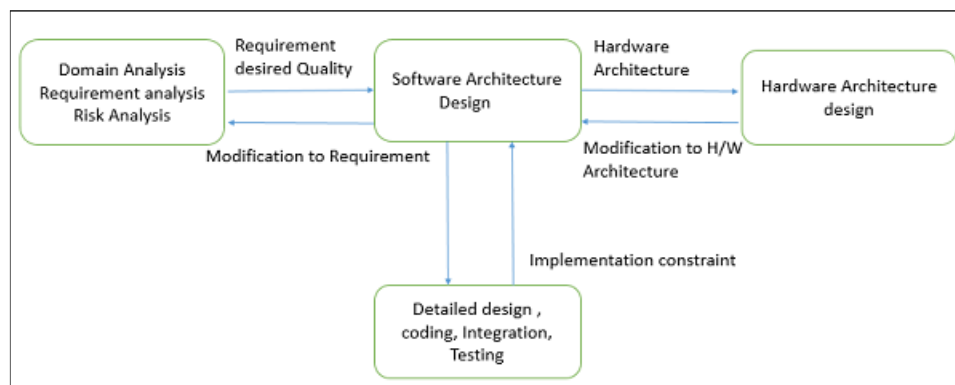 Domain Analysis
Requirement analysis
Risk Analysis
Requirement
desired Quality
Modification to Requirement
Software Architecture
Design
Hardware
Architecture
Modification to H/W
Architecture
Hardware Architecture
design
Implementation constraint
Detailed design ,
coding, Integration,
Testing